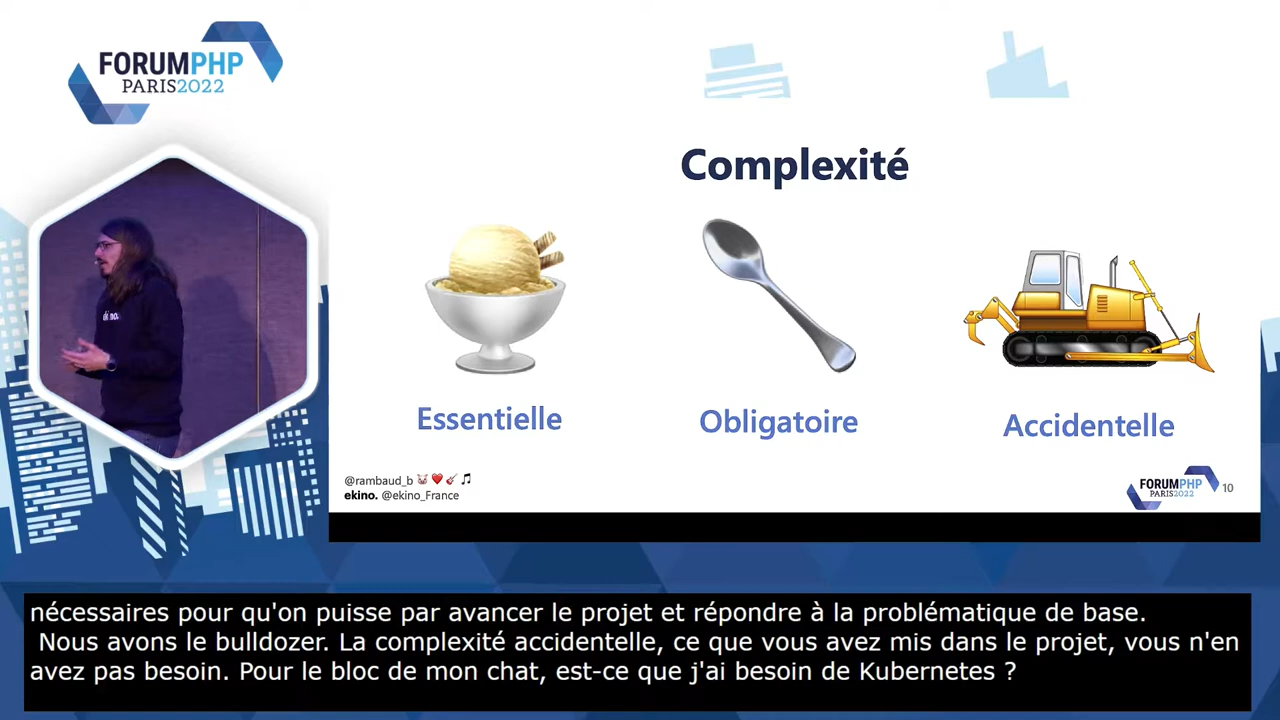 FORUMPHP
PARIS2022
Complexité
Essentielle
Obligatoire
Accidentelle
@rambaud_b
ekino. @ekino_France
FORUMPHP
PARIS2022
10
nécessaires pour qu'on puisse par avancer le projet et répondre à la problématique de base.
Nous avons le bulldozer. La complexité accidentelle, ce que vous avez mis dans le projet, vous n'en
avez pas besoin. Pour le bloc de mon chat, est-ce que j'ai besoin de Kubernetes ?